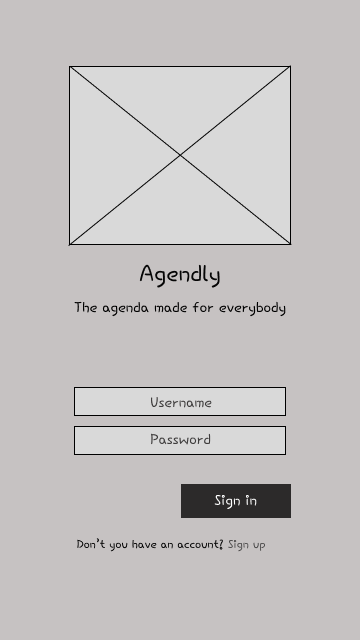 Agendly
The agenda made for everybody
Username
Password
Sign in
Don't you have an account? Sign up